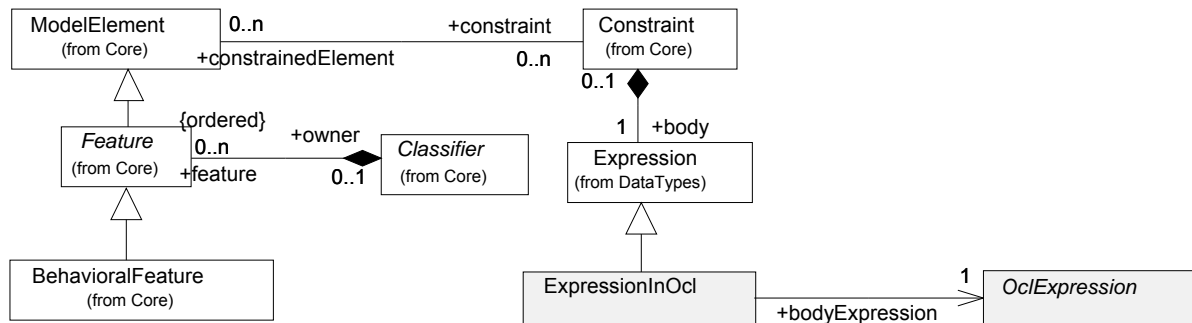 ModelElement
(from Core)
0..n
+constrainedElement
+constraint
0..n
Constraint
(from Core)
0..1
{ordered}
Feature
(from Core)
0..n
+feature
+owner
0..1
Classifier
(from Core)
1
+body
Expression
(from DataTypes)
BehavioralFeature
(from Core)
ExpressionInOcl
+bodyExpression
1
OclExpression